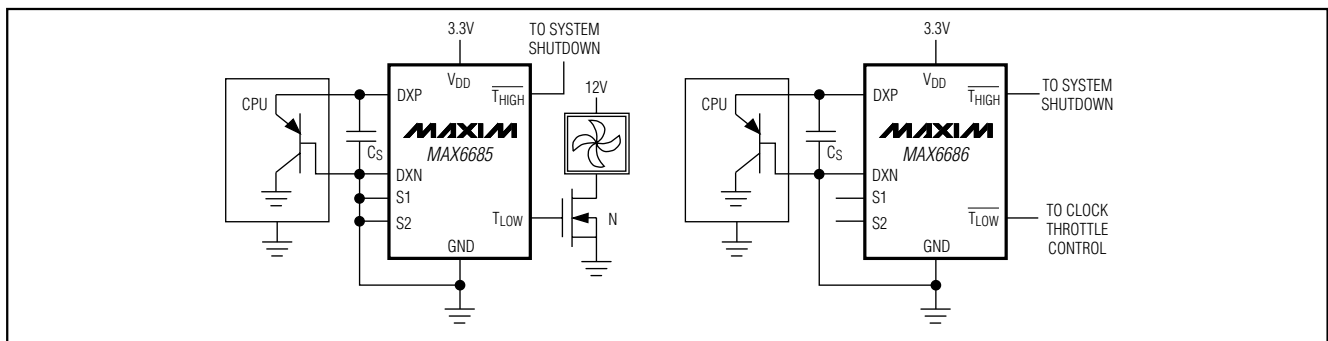 3.3V
TO SYSTEM
SHUTDOWN
VDD
12V
CPU
DXP
THIGH
CS
MAXIM
MAX6685
DXN
S1
S2
TLOW
N
GND
3.3V
VDD
CPU
DXP
THIGH
TO SYSTEM
SHUTDOWN
CS
MAXIM
MAX6686
DXN
S1
S2
TLOW
TO CLOCK
THROTTLE
CONTROL
GND